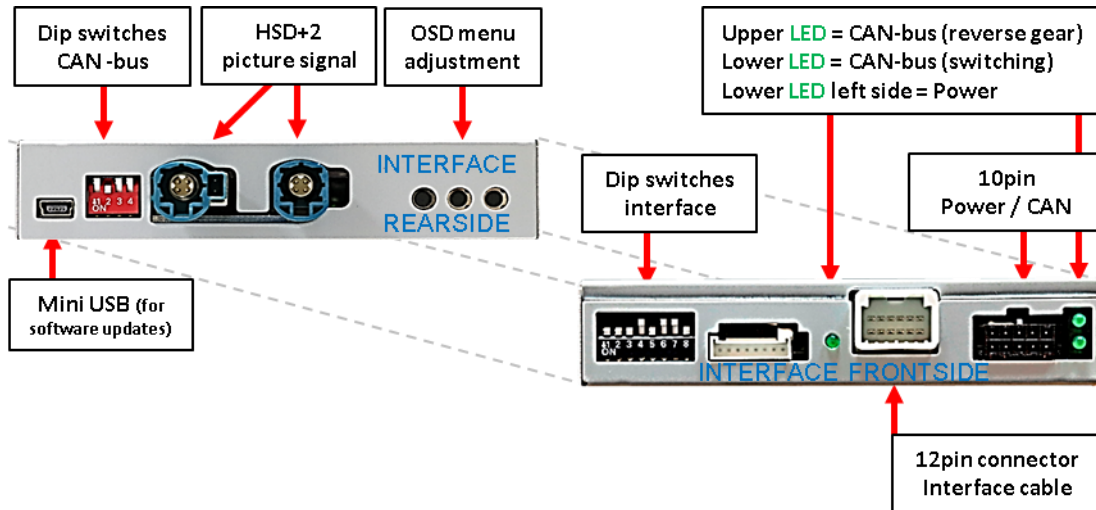 Dip switches
CAN -bus
HSD+2
picture signal
OSD menu
adjustment
Upper LED = CAN-bus (reverse gear)
Lower LED = CAN-bus (switching)
Lower LED left side = Power
INTERFACE
REARSIDE
1 2 3 4
ON
Mini USB (for
software updates)
Dip switches
interface
10pin
Power / CAN
1 2 3 4 5 6 7 8
ON
INTERFACE FRONTSIDE
12pin connector
Interface cable